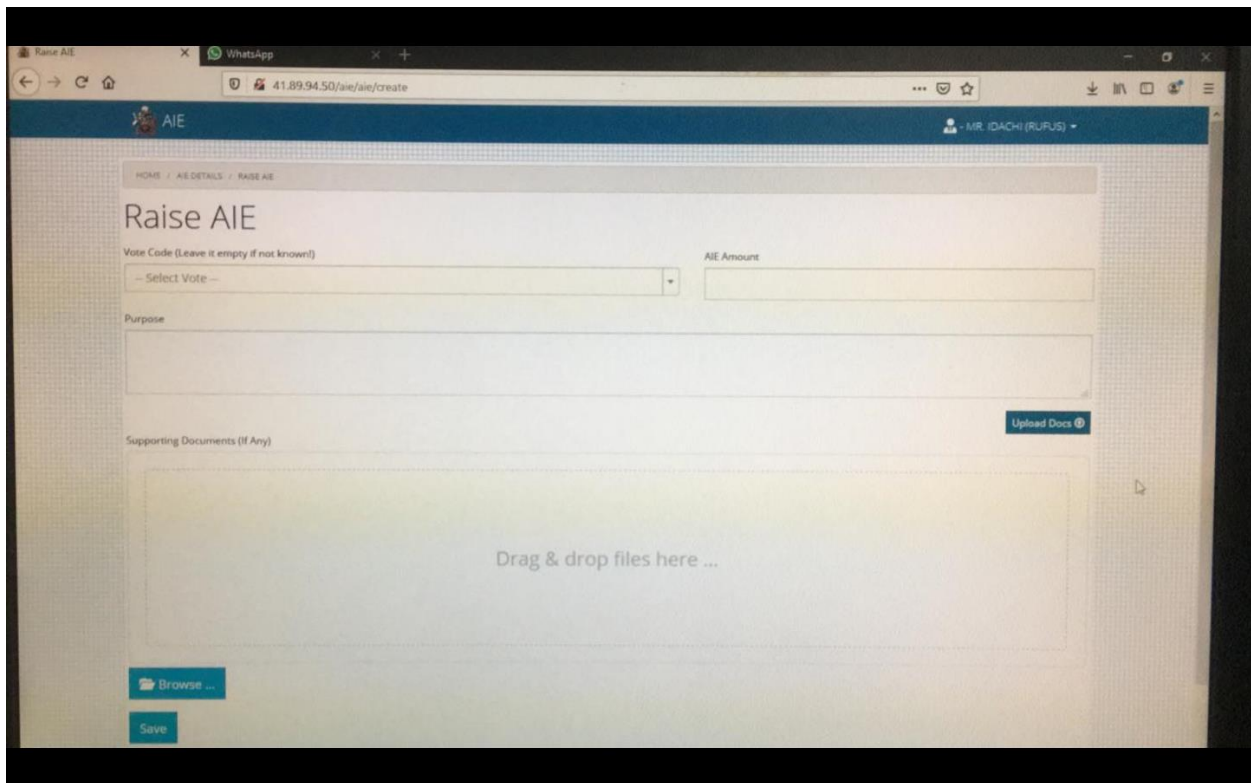 Raise AIE
WhatsApp
41.89.94.50/aie/aie/create
AIE
- MR. IDACHI (RUFUS)
HOME / AIE DETAILS / RAISE AIE
Raise AIE
Vote Code (Leave it empty if not known!)
AIE Amount
-- Select Vote --
Purpose
Upload Docs
Supporting Documents (If Any)
Drag & drop files here ...
Browse ...
Save